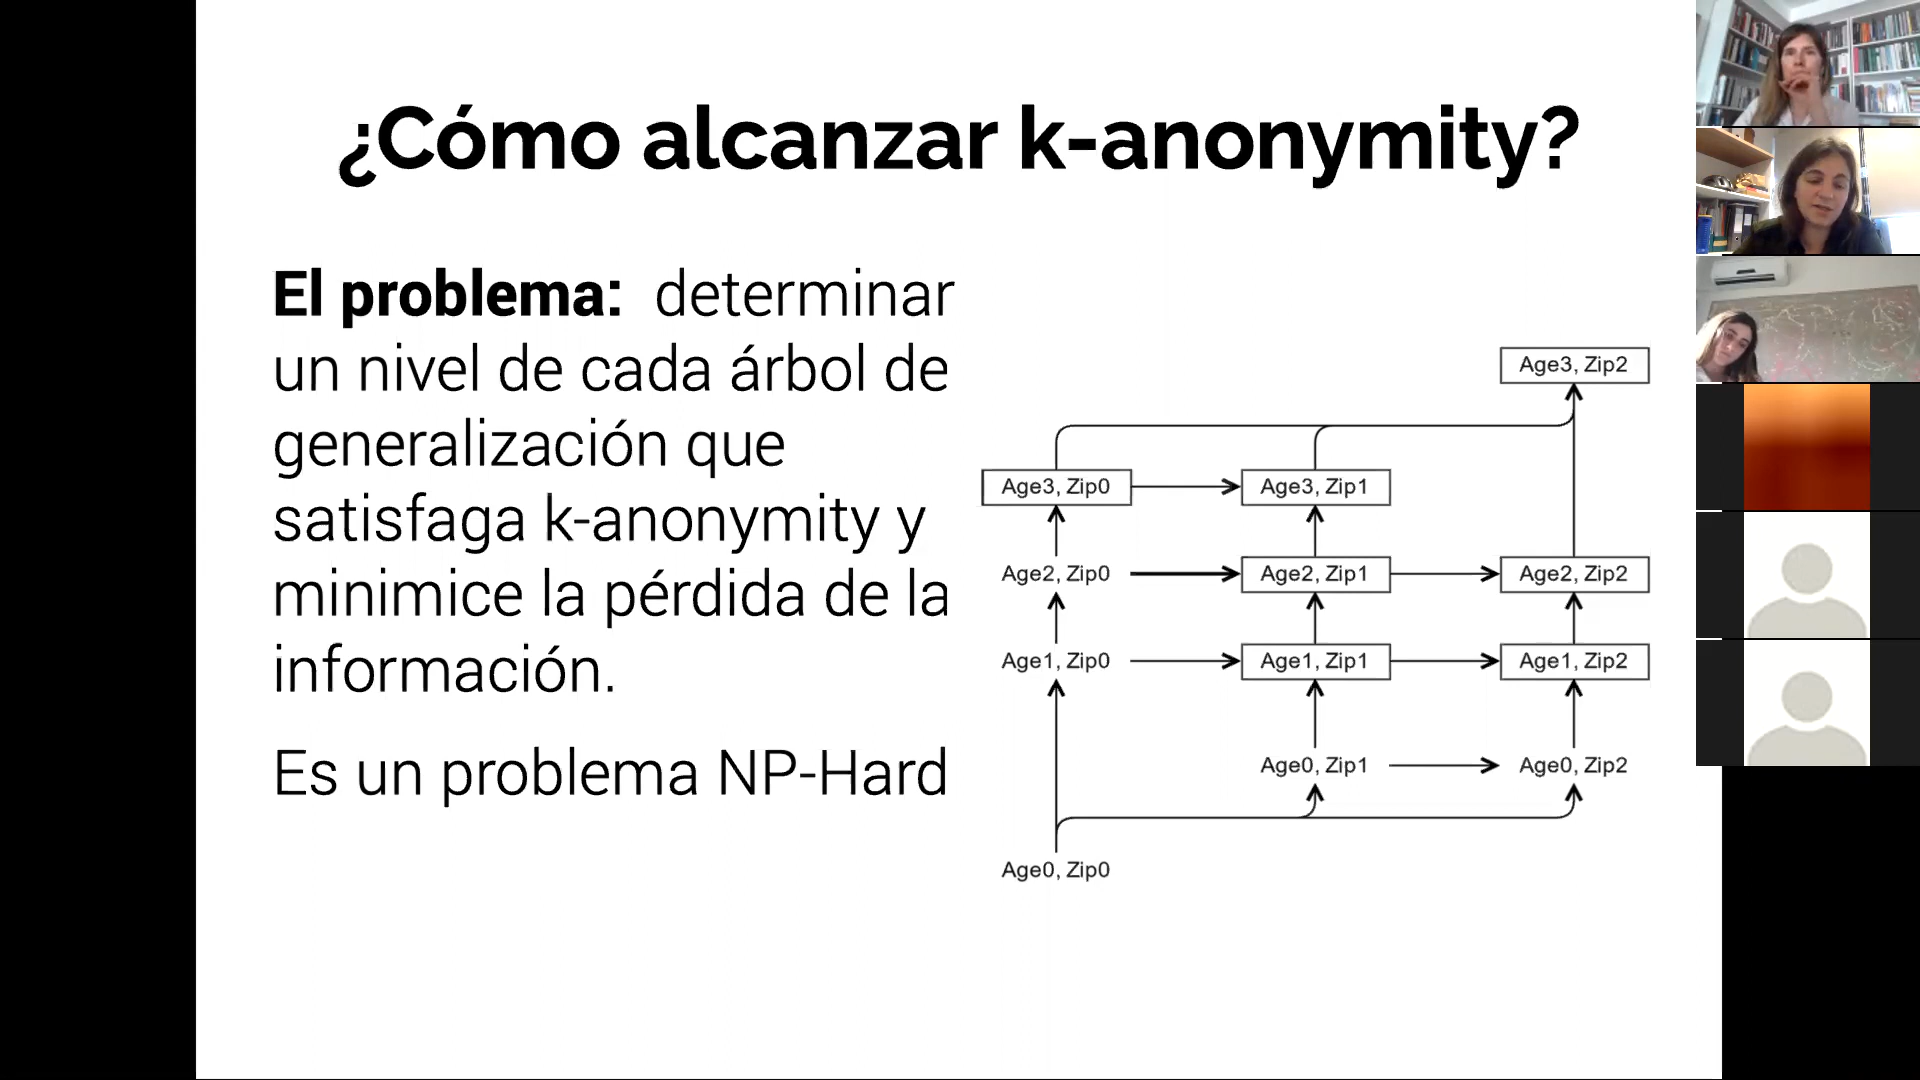 ¿Cómo alcanzar k-anonymity?
El problema: determinar
un nivel de cada árbol de
generalización que
satisfaga k-anonymity y
minimice la pérdida de la
información.
Es un problema NP-Hard
Age3, Zip2
Age3, Zip0
Age3, Zip1
Age2, Zip0
Age2, Zip1
Age2, Zip2
Age1, Zip0
Age1, Zip1
Age1, Zip2
Age0, Zip1
Age0, Zip2
Age0, Zip0